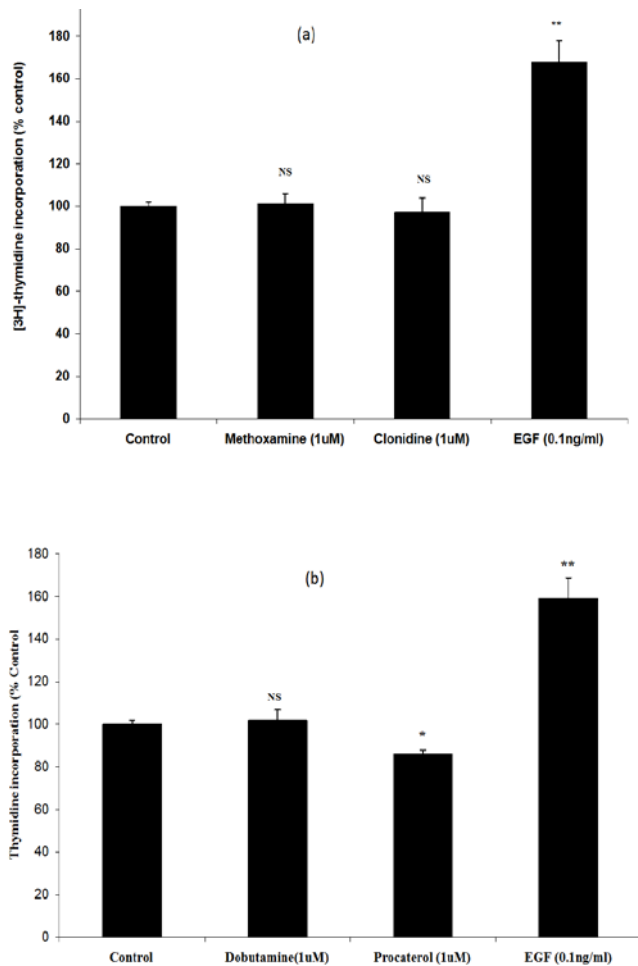 (a)
[3H]-thymidine incorporation (% control)
180
160
140
120
100
80
60
40
20
0
NS
NS
**
Control
Methoxamine (1uM)
Clonidine (1uM)
EGF (0.1ng/ml)
(b)
Thymidine incorporation (% Control
180
160
140
120
100
80
60
40
20
0
NS
*
**
Control
Dobutamine(1uM)
Procaterol (1uM)
EGF (0.1ng/ml)